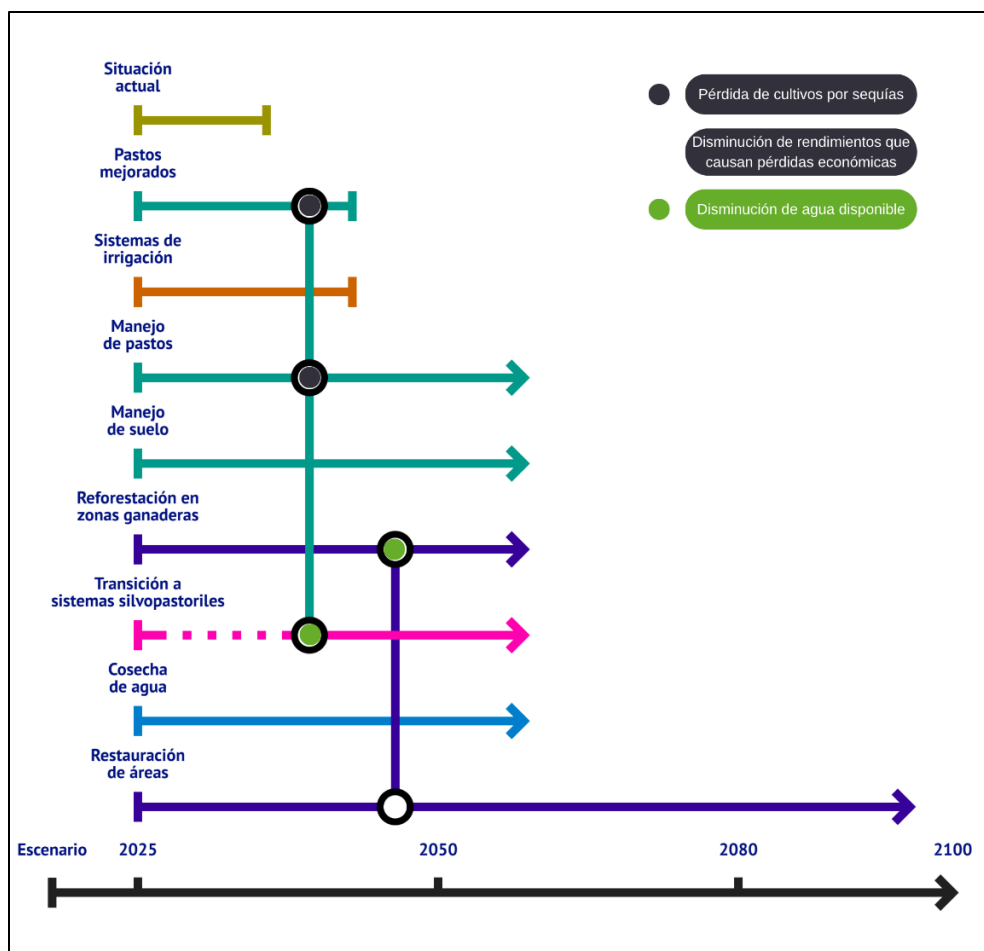 Situación
actual
Pérdida de cultivos por sequías
Pastos
mejorados
Disminución de rendimientos que
causan pérdidas económicas
Disminución de agua disponible
Sistemas de
irrigación
Manejo
de pastos
Manejo
de suelo
Reforestación en
zonas ganaderas
Transición a
sistemas silvopastoriles
Cosecha
de agua
Restauración
de áreas
Escenario 2025 2050 2080 2100